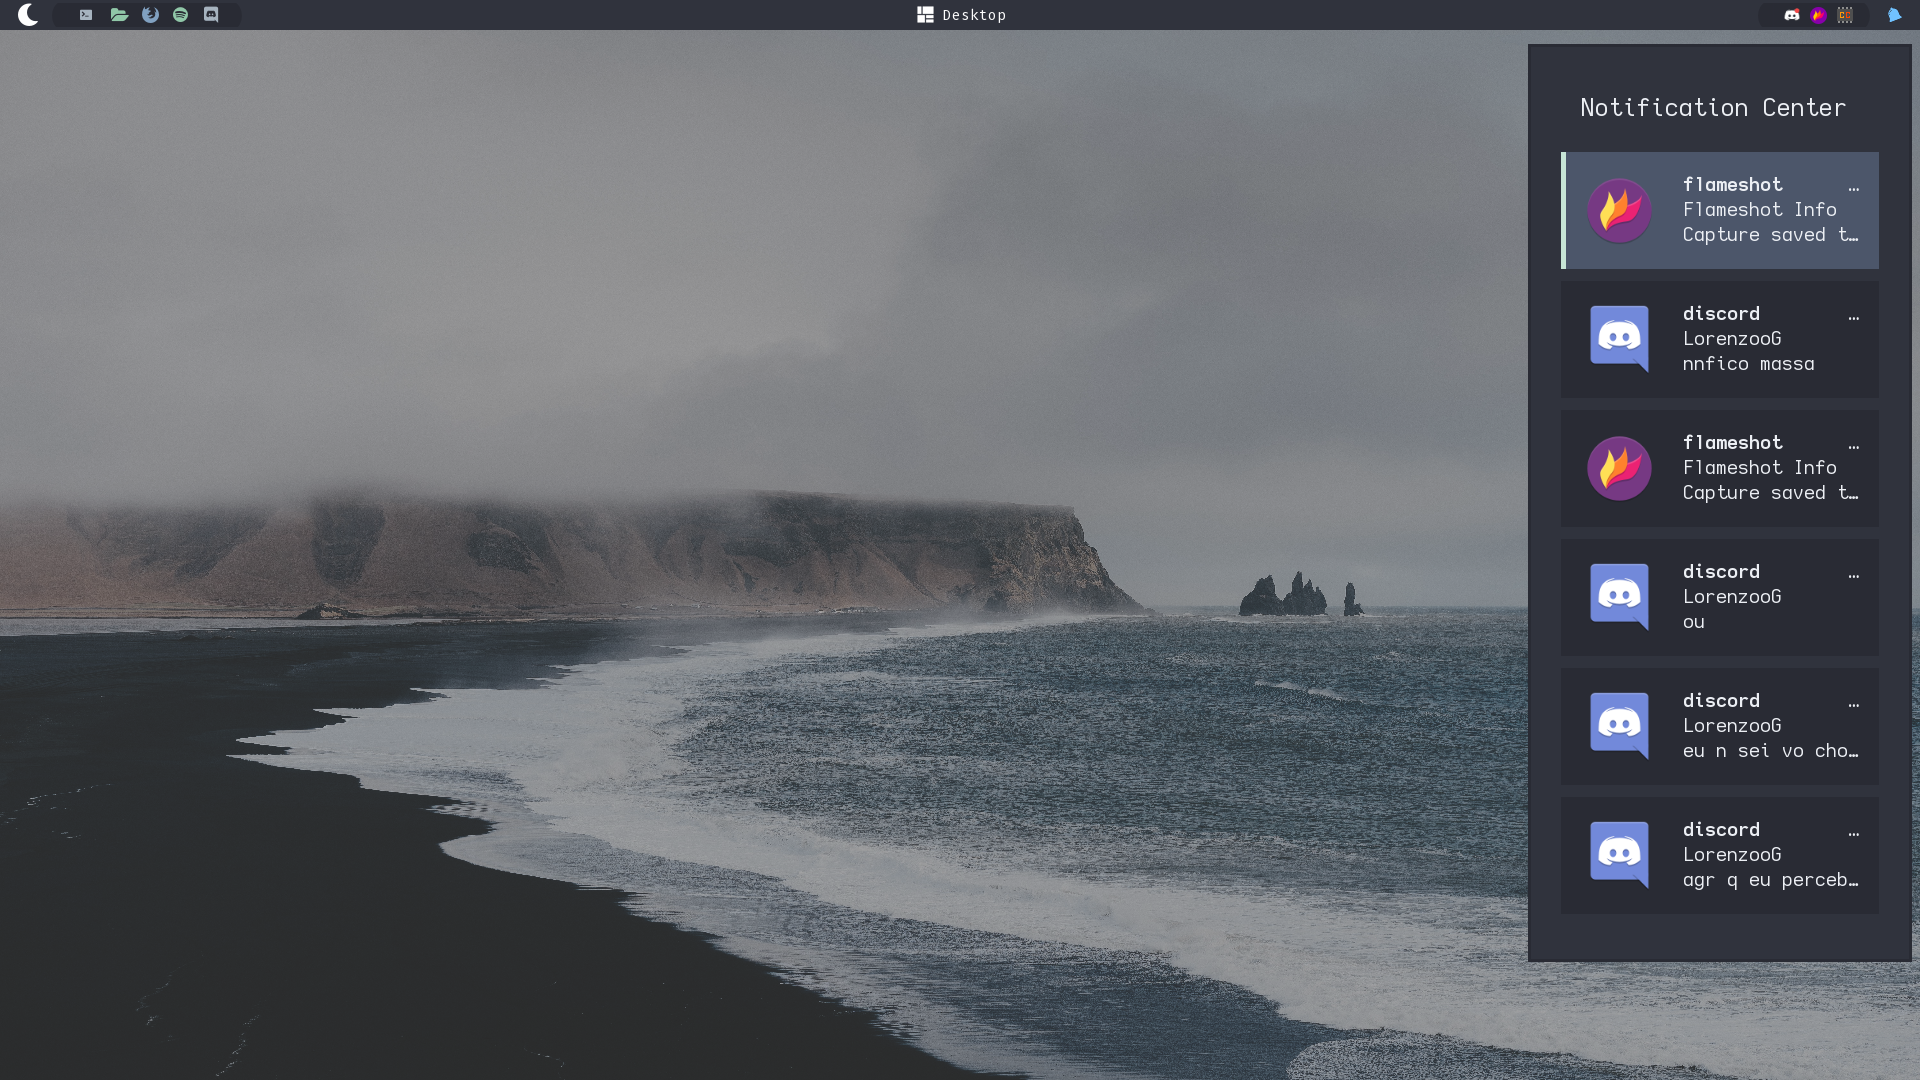 Desktop
Notification Center
flameshot …
Flameshot Info
Capture saved t…
discord …
LorenzooG
nnfico massa
flameshot …
Flameshot Info
Capture saved t…
discord …
LorenzooG
ou
discord …
LorenzooG
eu n sei vo cho…
discord …
LorenzooG
agr q eu perceb…